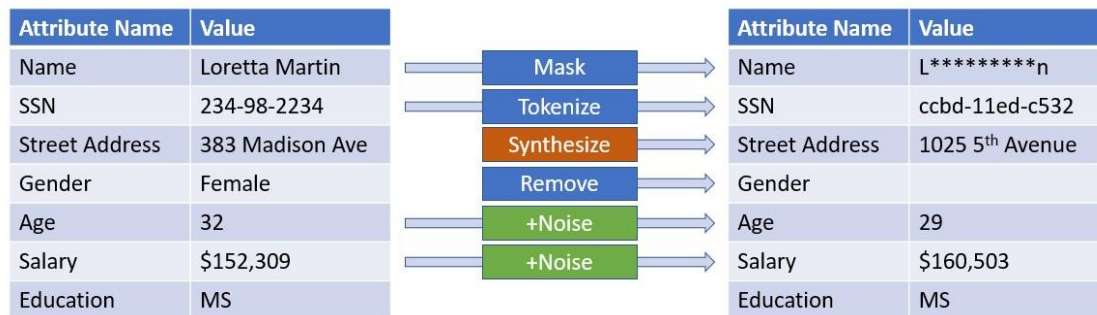 Attribute Name Value Attribute Name Value
Name Loretta Martin Mask Name L*********n
SSN 234-98-2234 Tokenize SSN ccbd-11ed-c532
Street Address 383 Madison Ave Synthesize Street Address 1025 5th Avenue
Gender Female Remove Gender
Age 32 +Noise Age 29
Salary $152,309 +Noise Salary $160,503
Education MS Education MS